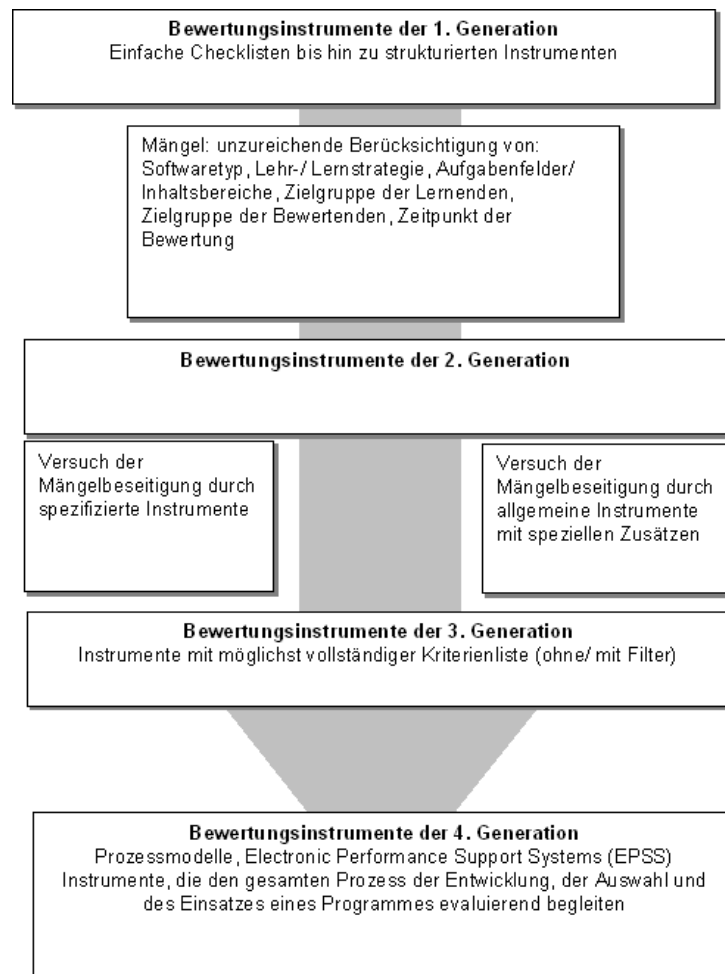 Bewertungsinstrumente der 1. Generation
Einfache Checklisten bis hin zu strukturierten Instrumenten
Mängel: unzureichende Berücksichtigung von:
Softwaretyp, Lehr-/ Lernstrategie, Aufgabenfelder/
Inhaltsbereiche, Zielgruppe der Lernenden,
Zielgruppe der Bewertenden, Zeitpunkt der
Bewertung
Bewertungsinstrumente der 2. Generation
Versuch der
Mängelbeseitigung durch
spezifizierte Instrumente
Versuch der
Mängelbeseitigung durch
allgemeine Instrumente
mit speziellen Zusätzen
Bewertungsinstrumente der 3. Generation
Instrumente mit möglichst vollständiger Kriterienliste (ohne/ mit Filter)
Bewertungsinstrumente der 4. Generation
Prozessmodelle, Electronic Performance Support Systems (EPSS)
Instrumente, die den gesamten Prozess der Entwicklung, der Auswahl und
des Einsatzes eines Programmes evaluierend begleiten